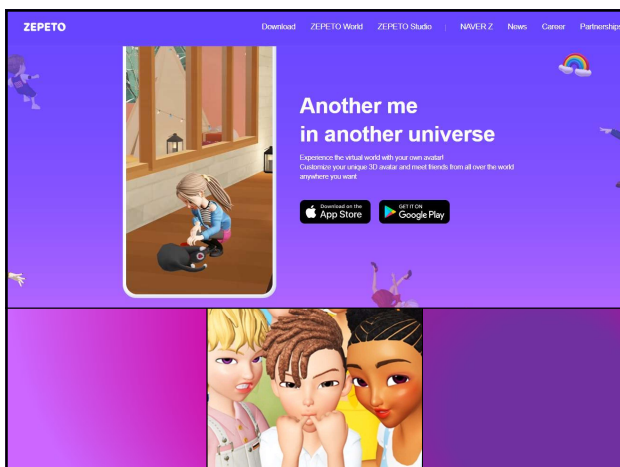 ZEPETO
Download ZEPETO World ZEPETO Studio | NAVER Z News Career Partnerships
Another me
in another universe
Experience the virtual world with your own avatar!
Customize your unique 3D avatar and meet friends from all over the world
anywhere you want
Download on the
App Store
GET IT ON
Google Play